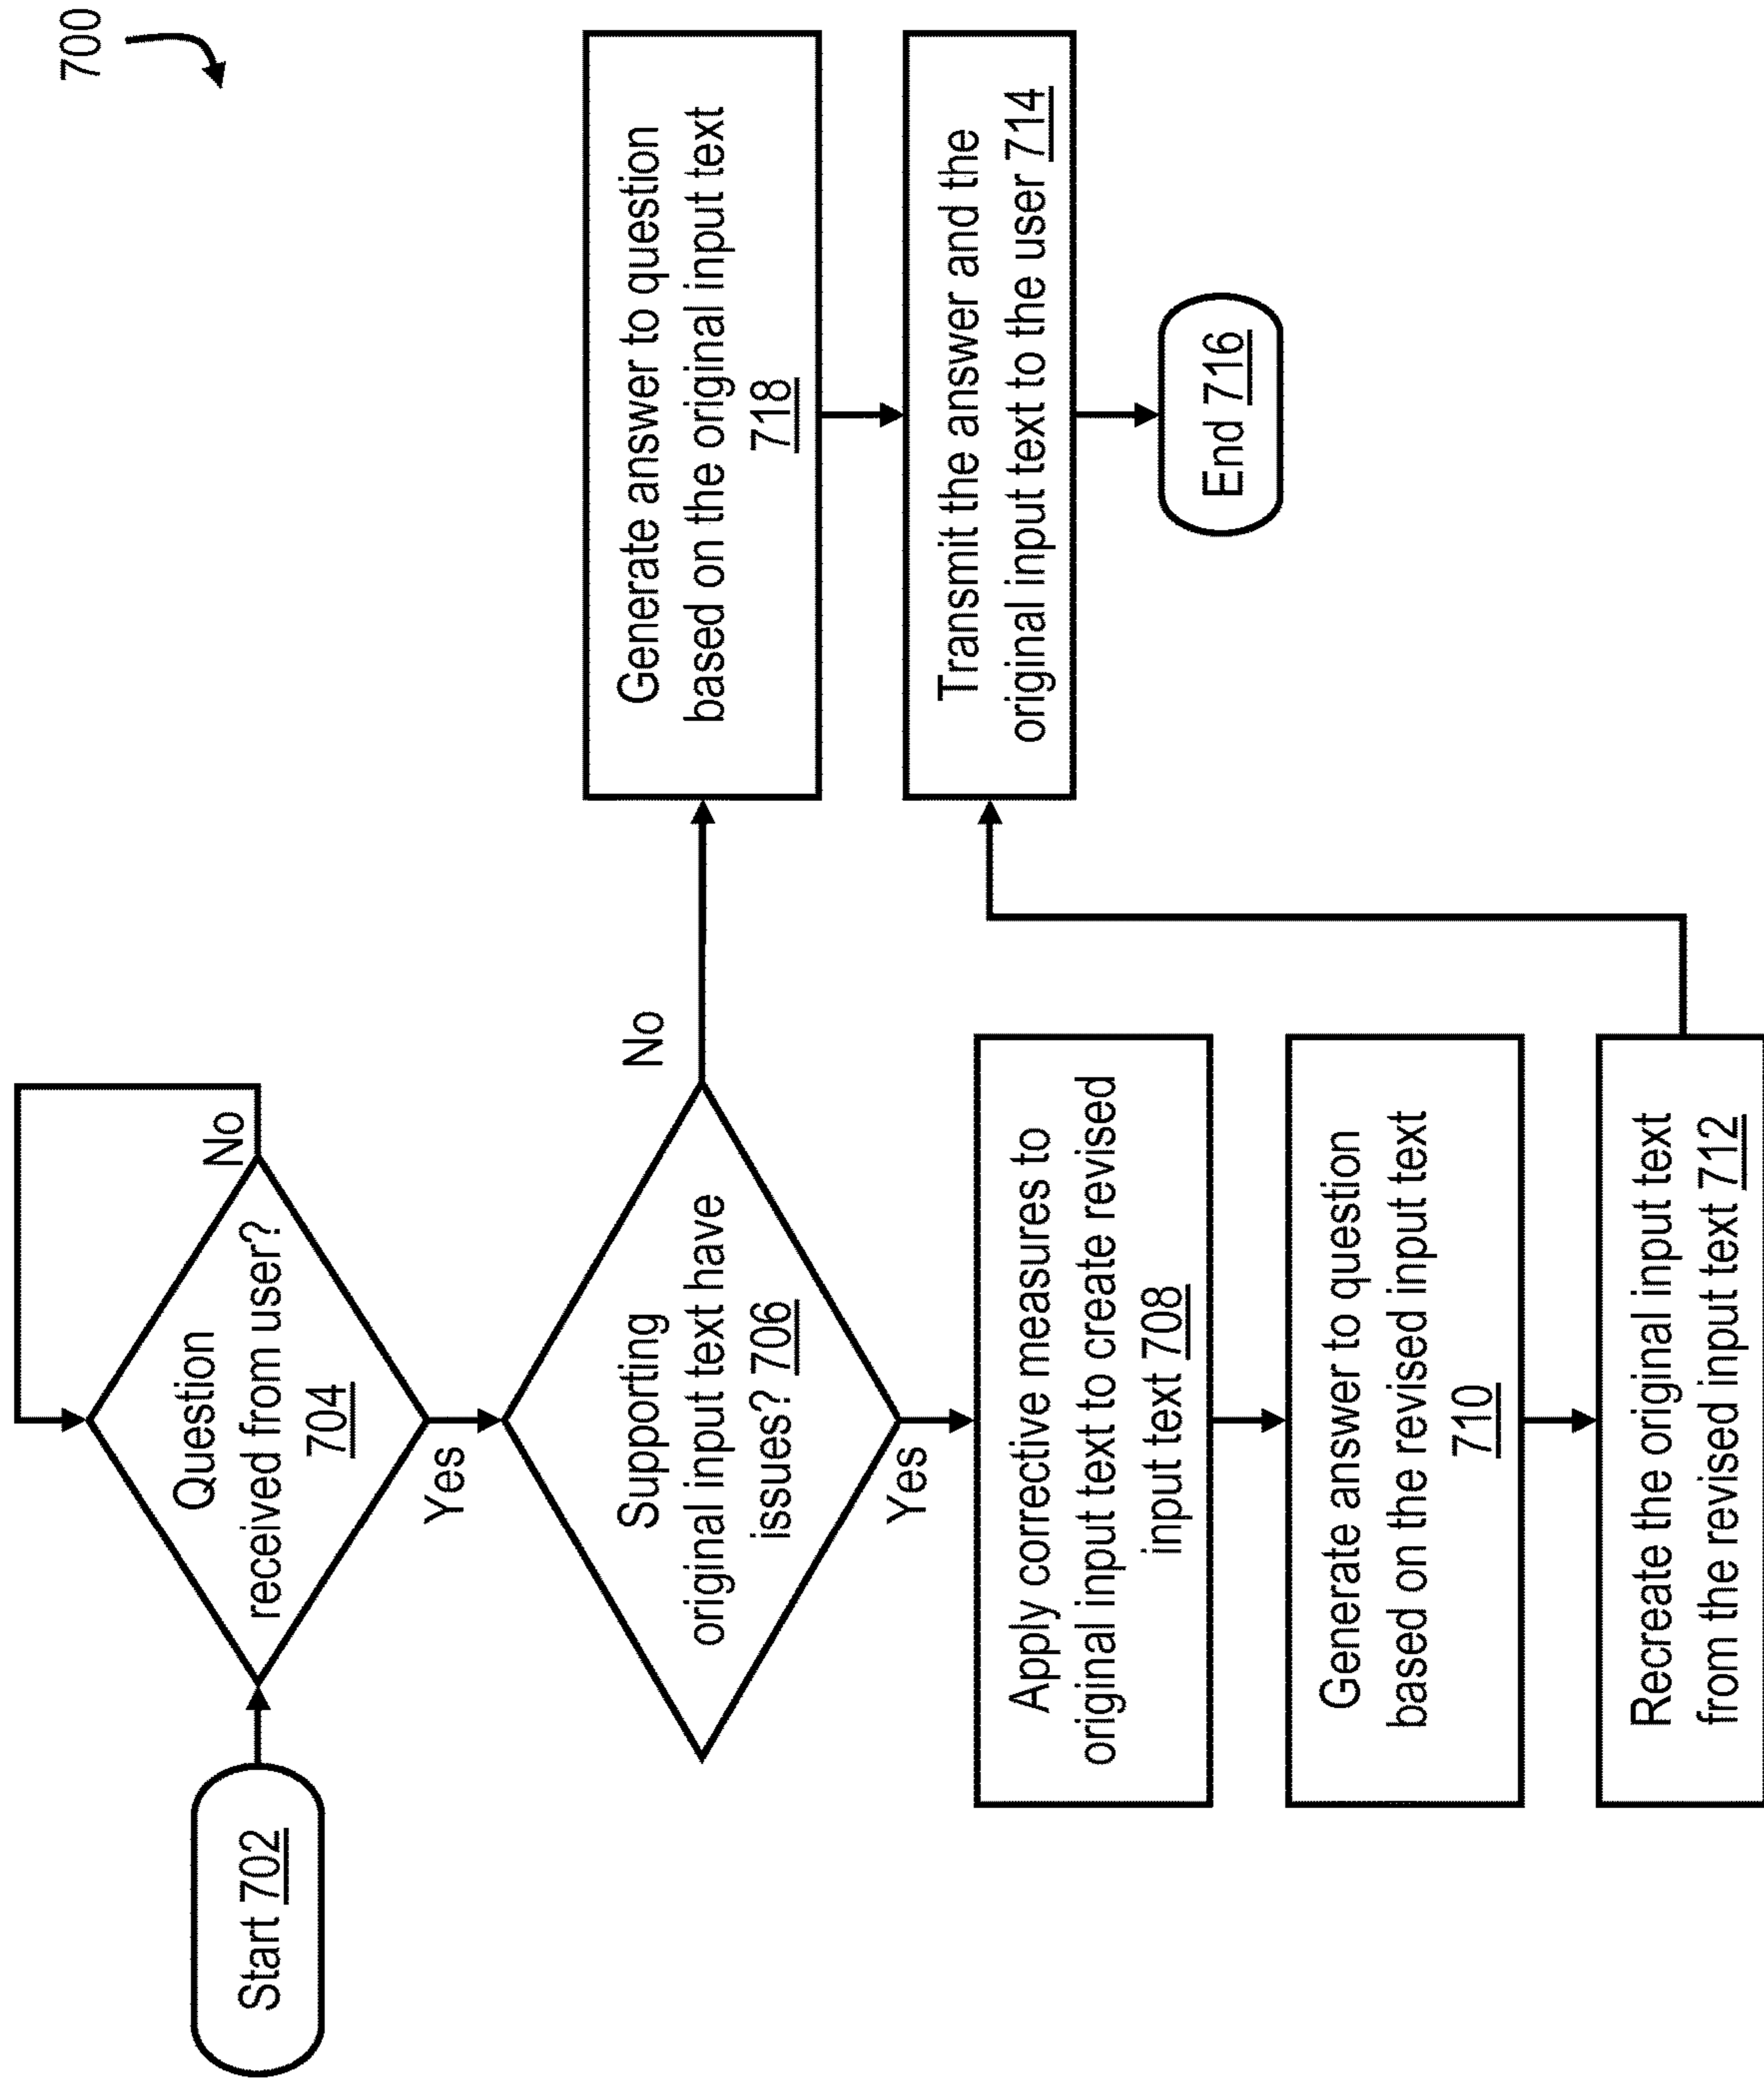 700
Start 702
Question
received from user?
704
No
Yes
Supporting
original input text have
issues? 706
No
Yes
Apply corrective measures to
original input text to create revised
input text 708
Generate answer to question
based on the revised input text
710
Recreate the original input text
from the revised input text 712
Generate answer to question
based on the original input text
718
Transmit the answer and the
original input text to the user 714
End 716